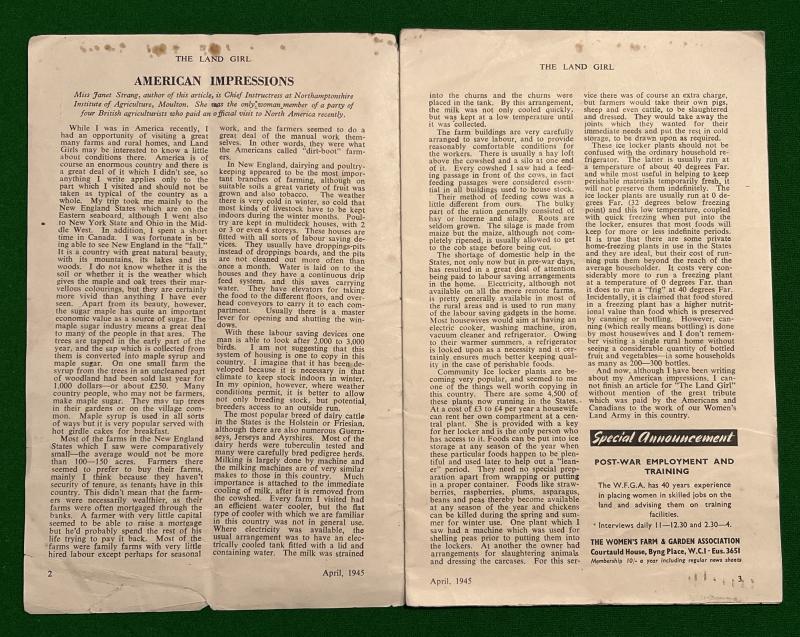 THE LAND GIRL
AMERICAN IMPRESSIONS
Miss Janet Strang, author of this article, is Chief Instructress at Northamptonshire
Institute of Agriculture, Moulton. She was the only woman member of a party of
four British agriculturists who paid an official visit to North America recently.
While I was in America recently, I
had an opportunity of visiting a great
many farms and rural homes, and Land
Girls may be interested to know a little
about conditions there. America is of
course an enormous country and there is
a great deal of it which I didn't see, so
anything I write applies only to the
part which I visited and should not be
taken as typical of the country as a
whole. My trip took me mainly to the
New England States which are on the
Eastern seaboard, although I went also
to New York State and Ohio in the Mid-
dle West. In addition, I spent a short
time in Canada. I was fortunate in be-
ing able to see New England in the "fall."
It is a country with great natural beauty,
with its mountains, its lakes and its
woods. I do not know whether it is the
soil or whether it is the weather which
gives the maple and oak trees their mar-
vellous colourings, but they are certainly
more vivid than anything I have ever
seen. Apart from its beauty, however,
the sugar maple has quite an important
economic value as a source of sugar. The
maple sugar industry means a great deal
to many of the people in that area. The
trees are tapped in the early part of the
year, and the sap which is collected from
them is converted into maple syrup and
maple sugar. On one small farm the
syrup from the trees in an uncleared part
of woodland had been sold last year for
1,000 dollars—or about £250. Many
country people, who may not be farmers,
make maple sugar. They may tap trees
in their gardens or on the village com-
mon. Maple syrup is used in all sorts
of ways but it is very popular served with
hot girdle cakes for breakfast.
Most of the farms in the New England
States which I saw were comparatively
small—the average would not be more
than 100—150 acres. Farmers there
seemed to prefer to buy their farms,
mainly I think because they haven't
security of tenure, as tenants have in this
country. This didn't mean that the farm-
ers were necessarily wealthier, as their
farms were often mortgaged through the
banks. A farmer with very little capital
seemed to be able to raise a mortgage
but he'd probably spend the rest of his
life trying to pay it back. Most of the
farms were family farms with very little
hired labour except perhaps for seasonal
work, and the farmers seemed to do a
great deal of the manual work them-
selves. In other words, they were what
the Americans called "dirt-boot" farm-
ers.
In New England, dairying and poultry-
keeping appeared to be the most impor-
tant branches of farming, although on
suitable soils a great variety of fruit was
grown and also tobacco. The weather
there is very cold in winter, so cold that
most kinds of livestock have to be kept
indoors during the winter months. Poul-
try are kept in multideck houses, with 2
or 3 or even 4 storeys. These houses are
fitted with all sorts of labour saving de-
vices. They usually have droppings-pits
instead of droppings boards, and the pits
are not cleaned out more often than
once a month. Water is laid on to the
houses and they have a continuous drip
feed system, and this saves carrying
water. They have elevators for taking
the food to the different floors, and over-
head conveyors to carry it to each com-
partment. Usually there is a master
lever for opening and shutting the win-
dows.
With these labour saving devices one
man is able to look after 2,000 to 3,000
birds. I am not suggesting that this
system of housing is one to copy in this
country. I imagine that it has been de-
veloped because it is necessary in that
climate to keep stock indoors in winter.
In my opinion, however, where weather
conditions permit, it is better to allow
not only breeding stock, but potential
breeders access to an outside run.
The most popular breed of dairy cattle
in the States is the Holstein or Friesian,
although there are also numerous Guern-
seys, Jerseys and Ayrshires. Most of the
dairy herds were tuberculin tested and
many were carefully bred pedigree herds.
Milking is largely done by machine and
the milking machines are of very similar
makes to those in this country. Much
importance is attached to the immediate
cooling of milk, after it is removed from
the cowshed. Every farm I visited had
an efficient water cooler, but the flat
type of cooler with which we are familiar
in this country was not in general use.
Where electricity was available, the
usual arrangement was to have an elec-
trically cooled tank fitted with a lid and
containing water. The milk was strained
2
April, 1945
THE LAND GIRL
into the churns and the churns were
placed in the tank. By this arrangement,
the milk was not only cooled quickly,
but was kept at a low temperature until
it was collected.
The farm buildings are very carefully
arranged to save labour, and to provide
reasonably comfortable conditions for
the workers. There is usually a hay loft
above the cowshed and a silo at one end
of it. Every cowshed I saw had a feed-
ing passage in front of the cows, in fact
feeding passages were considered essen-
tial in all buildings used to house stock.
Their method of feeding cows was a
little different from ours. The bulky
part of the ration generally consisted of
hay or lucerne and silage. Roots are
seldom grown. The silage is made from
maize but the maize, although not com-
pletely ripened, is usually allowed to get
to the cob stage before being cut.
The shortage of domestic help in the
States, not only now but in pre-war days,
has resulted in a great deal of attention
being paid to labour saving arrangements
in the home. Electricity, although not
available on all the more remote farms,
is pretty generally available in most of
the rural areas and is used to run many
of the labour saving gadgets in the home.
Most housewives would aim at having an
electric cooker, washing machine, iron,
vacuum cleaner and refrigerator. Owing
to their warmer summers, a refrigerator
is looked upon as a necessity and it cer-
tainly ensures much better keeping qual-
ity in the case of perishable foods.
Community Ice locker plants are be-
coming very popular, and seemed to me
one of the things well worth copying in
this country. There are some 4,500 of
these plants now running in the States.
At a cost of £3 to £4 per year a housewife
can rent her own compartment at a cen-
tral plant. She is provided with a key
for her locker and is the only person who
has access to it. Foods can be put into ice
storage at any season of the year when
these particular foods happen to be plen-
tiful and used later to help out a "lean-
er" period. They need no special prep-
aration apart from wrapping or putting
in a proper container. Foods like straw-
berries, raspberries, plums, asparagus,
beans and peas thereby become available
at any season of the year and chickens
can be killed during the spring and sum-
mer for winter use. One plant which I
saw had a machine which was used for
shelling peas prior to putting them into
the lockers. At another the owner had
arrangements for slaughtering animals
and dressing the carcases. For this ser-
vice there was of course an extra charge,
but farmers would take their own pigs,
sheep and even cattle, to be slaughtered
and dressed. They would take away the
joints which they wanted for their
immediate needs and put the rest in cold
storage, to be drawn upon as required.
These ice locker plants should not be
confused with the ordinary household re-
frigerator. The latter is usually run at
a temperature of about 40 degrees Far.
and while most useful in helping to keep
perishable materials temporarily fresh, it
will not preserve them indefinitely. The
ice locker plants are usually run at 0 de-
grees Far. (32 degrees below freezing
point) and this low temperature, coupled
with quick freezing when put into the
the locker, ensures that most foods will
keep for more or less indefinite periods.
It is true that there are some private
home-freezing plants in use in the States
and they are ideal, but their cost of run-
ning puts them beyond the reach of the
average householder. It costs very con-
siderably more to run a freezing plant
at a temperature of 0 degrees Far. than
it does to run a "frig" at 40 degrees Far.
Incidentally, it is claimed that food stored
in a freezing plant has a higher nutrit-
ional value than food which is preserved
by canning or bottling. However, can-
ning (which really means bottling) is done
by most housewives and I don't remem-
ber visiting a single rural home without
seeing a considerable quantity of bottled
fruit and vegetables—in some households
as many as 200—300 bottles.
And now, although I have been writing
about my American impressions, I can-
not finish an article for "The Land Girl"
without mention of the great tribute
which was paid by the Americans and
Canadians to the work of our Women's
Land Army in this country.
Special Announcement
POST-WAR EMPLOYMENT AND
TRAINING
The W.F.G.A. has 40 years experience
in placing women in skilled jobs on the
land and advising them on training
facilities.
Interviews daily 11—12.30 and 2.30—4.
THE WOMEN'S FARM & GARDEN ASSOCIATION
Courtauld House, Byng Place, W.C.1 - Eus. 3651
Membership 10/- a year including regular news sheets
April, 1945
3